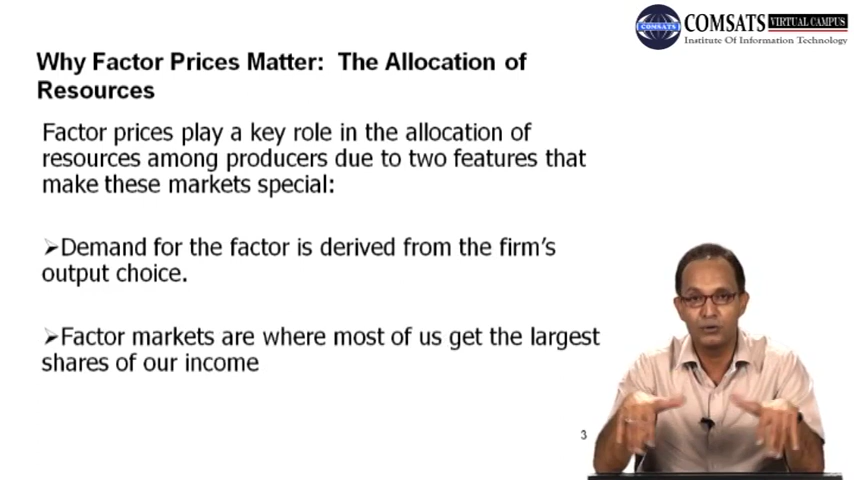 COMSATS VIRTUAL CAMPUS
Institute Of Information Technology
Why Factor Prices Matter: The Allocation of
Resources
Factor prices play a key role in the allocation of
resources among producers due to two features that
make these markets special:
➢Demand for the factor is derived from the firm's
output choice.
➢Factor markets are where most of us get the largest
shares of our income
3